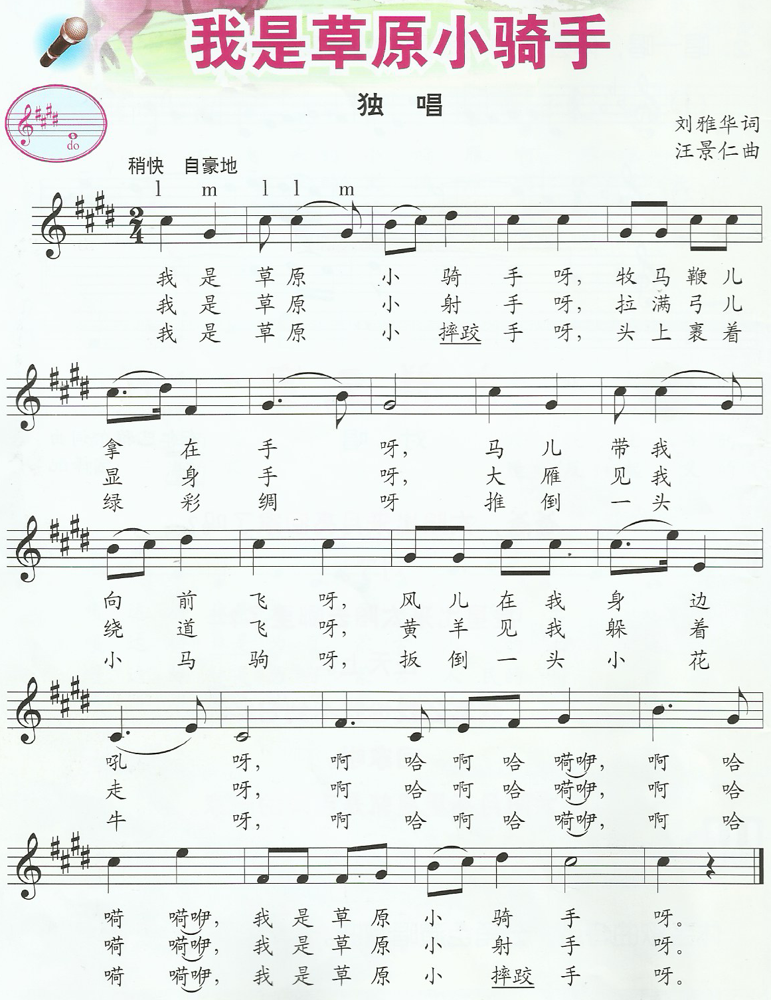 我是草原小骑手
独 唱
刘雅华词
汪景仁曲
do
稍快 自豪地
l m l l m
2
4
我 是 草 原 小 骑 手 呀, 牧 马 鞭 儿
我 是 草 原 小 射 手 呀, 拉 满 弓 儿
我 是 草 原 小 摔跤 手 呀, 头 上 裹 着
拿 在 手 呀, 马 儿 带 我
显 身 手 呀, 大 雁 见 我
绿 彩 绸 呀 推 倒 一 头
向 前 飞 呀, 风 儿 在 我 身 边
绕 道 飞 呀, 黄 羊 见 我 躲 着
小 马 驹 呀, 扳 倒 一 头 小 花
吼 呀, 啊 哈 啊 哈 嗬咿, 啊 哈
走 呀, 啊 哈 啊 哈 嗬咿, 啊 哈
牛 呀, 啊 哈 啊 哈 嗬咿, 啊 哈
嗬 嗬咿, 我 是 草 原 小 骑 手 呀。
嗬 嗬咿, 我 是 草 原 小 射 手 呀。
嗬 嗬咿, 我 是 草 原 小 摔跤 手 呀。